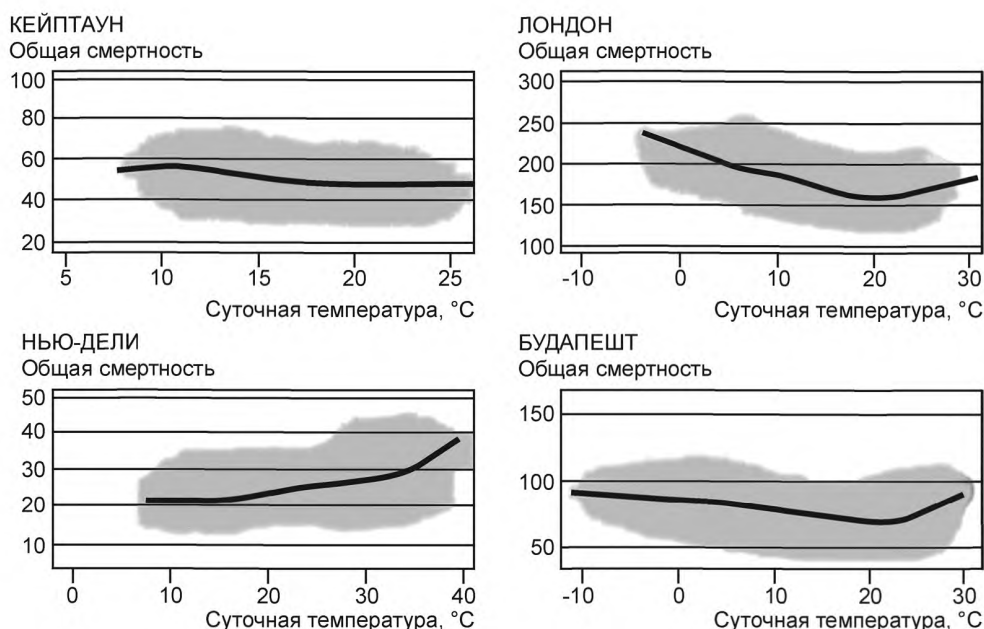 КЕЙПТАУН
Общая смертность
100
80
60
40
20
5 10 15 20 25
Суточная температура, °C
ЛОНДОН
Общая смертность
300
250
200
150
100
-10 0 10 20 30
Суточная температура, °C
НЬЮ-ДЕЛИ
Общая смертность
50
40
30
20
10
0 10 20 30 40
Суточная температура, °C
БУДАПЕШТ
Общая смертность
150
100
50
-10 0 10 20 30
Суточная температура, °C